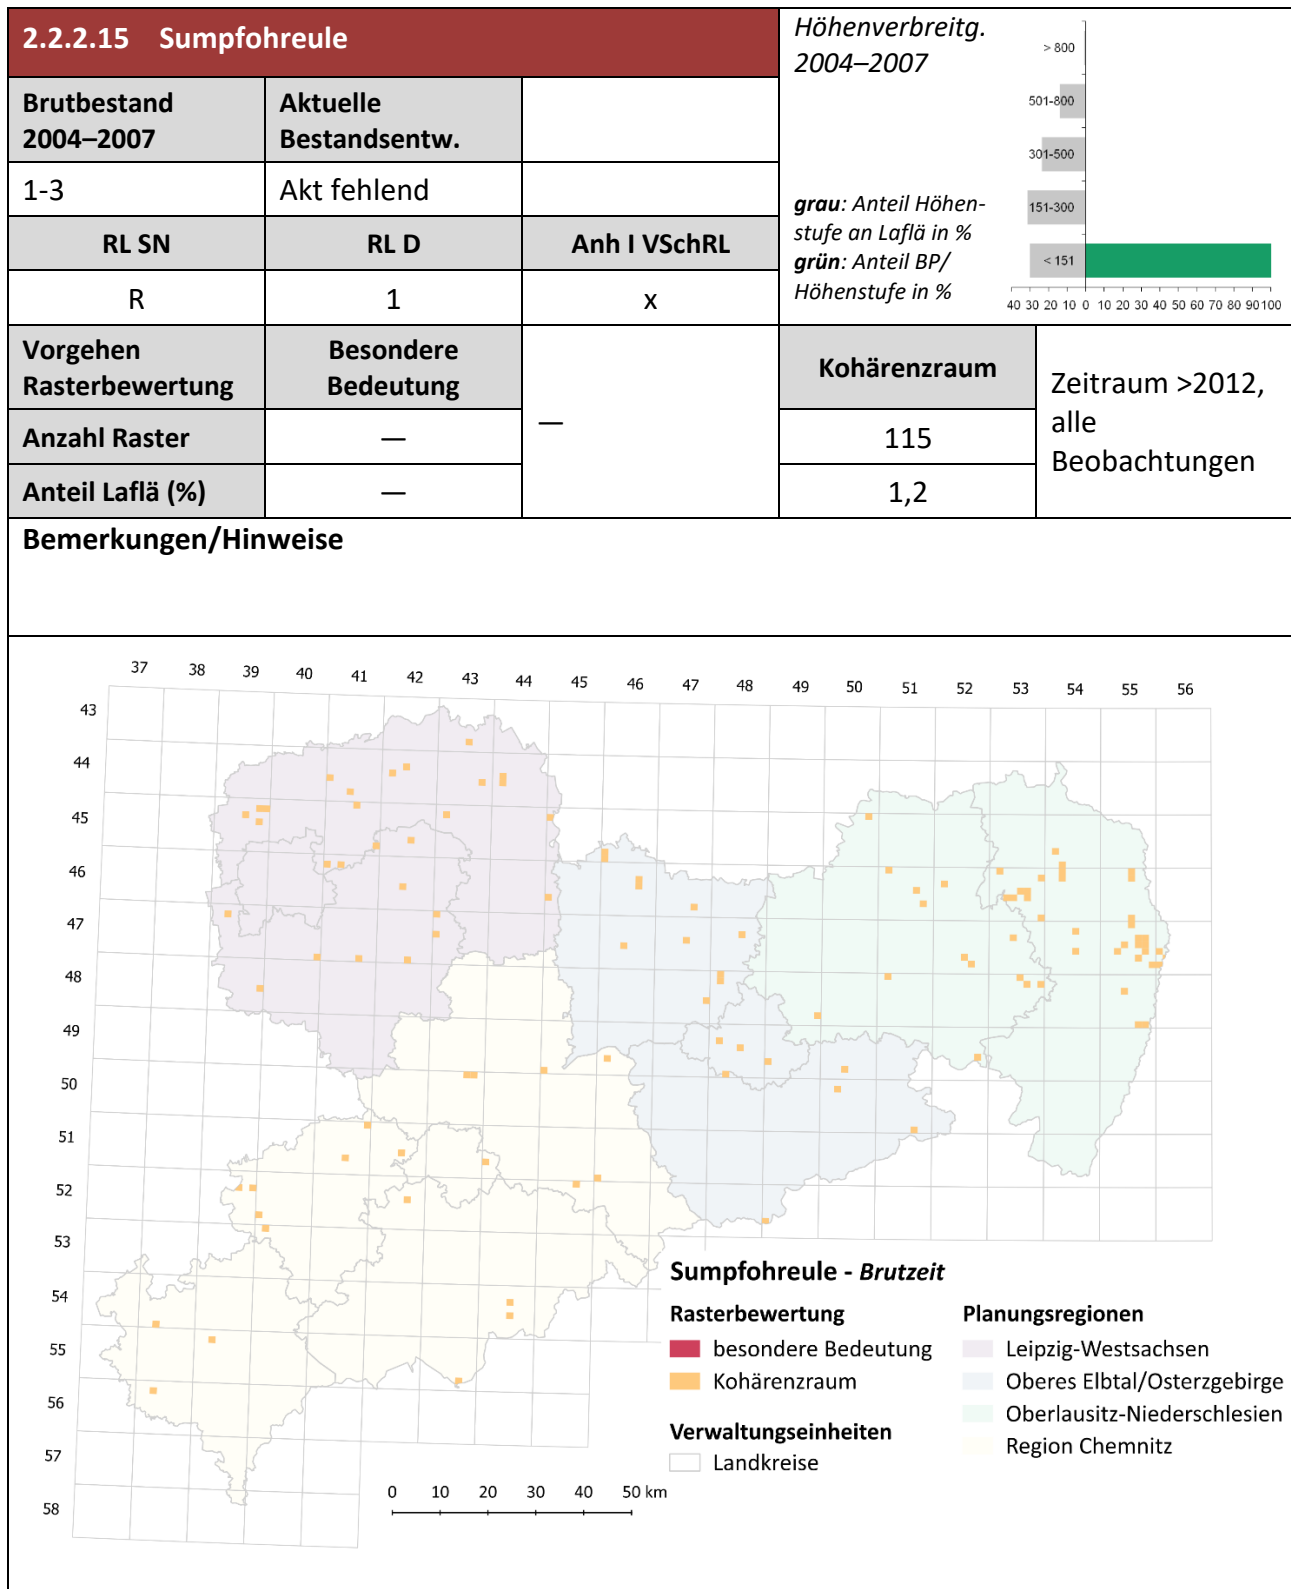 2.2.2.15 Sumpfohreule
Höhenverbreitg.
2004–2007
> 800
501-800
301-500
151-300
< 151
40 30 20 10 0 10 20 30 40 50 60 70 80 90 100
grau: Anteil Höhen-
stufe an Laflä in %
grün: Anteil BP/
Höhenstufe in %
Brutbestand
2004–2007
Aktuelle
Bestandsentw.
1-3
Akt fehlend
RL SN
RL D
Anh I VSchRL
R
1
x
Vorgehen
Rasterbewertung
Besondere
Bedeutung
—
Kohärenzraum
Zeitraum >2012,
alle
Beobachtungen
Anzahl Raster
—
115
Anteil Laflä (%)
—
1,2
Bemerkungen/Hinweise
37 38 39 40 41 42 43 44 45 46 47 48 49 50 51 52 53 54 55 56
43
44
45
46
47
48
49
50
51
52
53
54
55
56
57
58
Sumpfohreule - Brutzeit
Rasterbewertung
besondere Bedeutung
Kohärenzraum
Verwaltungseinheiten
Landkreise
Planungsregionen
Leipzig-Westsachsen
Oberes Elbtal/Osterzgebirge
Oberlausitz-Niederschlesien
Region Chemnitz
0 10 20 30 40 50 km